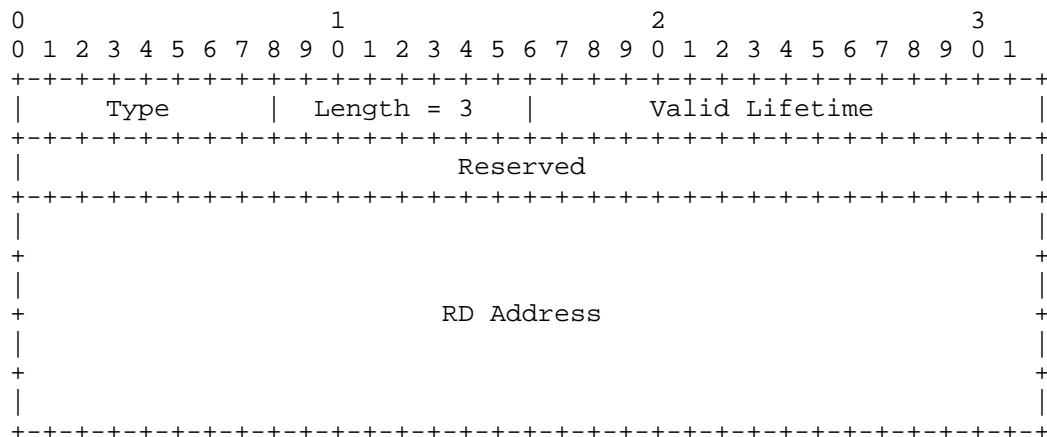 0                   1                   2                   3
0 1 2 3 4 5 6 7 8 9 0 1 2 3 4 5 6 7 8 9 0 1 2 3 4 5 6 7 8 9 0 1
+-+-+-+-+-+-+-+-+-+-+-+-+-+-+-+-+-+-+-+-+-+-+-+-+-+-+-+-+-+-+-+-+
|     Type      |  Length = 3   |       Valid Lifetime          |
+-+-+-+-+-+-+-+-+-+-+-+-+-+-+-+-+-+-+-+-+-+-+-+-+-+-+-+-+-+-+-+-+
|                           Reserved                            |
+-+-+-+-+-+-+-+-+-+-+-+-+-+-+-+-+-+-+-+-+-+-+-+-+-+-+-+-+-+-+-+-+
|                                                               |
+                                                               +
|                                                               |
+                          RD Address                           +
|                                                               |
+                                                               +
|                                                               |
+-+-+-+-+-+-+-+-+-+-+-+-+-+-+-+-+-+-+-+-+-+-+-+-+-+-+-+-+-+-+-+-+